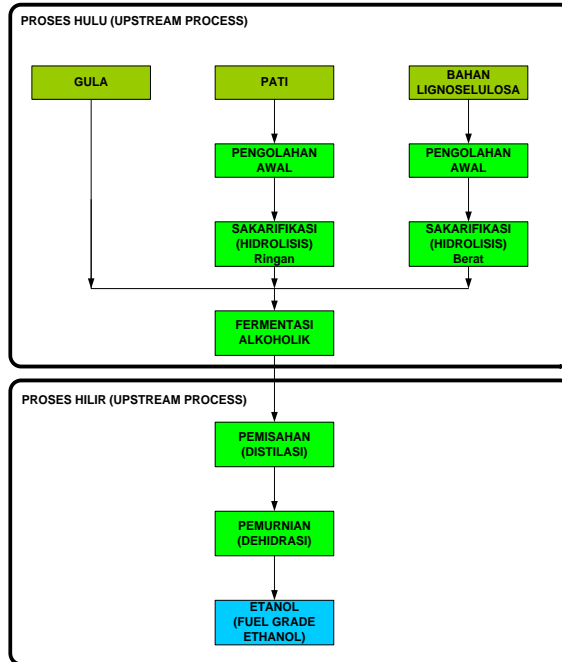 PROSES HULU (UPSTREAM PROCESS)
GULA
PATI
BAHAN
LIGNOSELULOSA
PENGOLAHAN
AWAL
PENGOLAHAN
AWAL
SAKARIFIKASI
(HIDROLISIS)
Ringan
SAKARIFIKASI
(HIDROLISIS)
Berat
FERMENTASI
ALKOHOLIK
PROSES HILIR (UPSTREAM PROCESS)
PEMISAHAN
(DISTILASI)
PEMURNIAN
(DEHIDRASI)
ETANOL
(FUEL GRADE
ETHANOL)